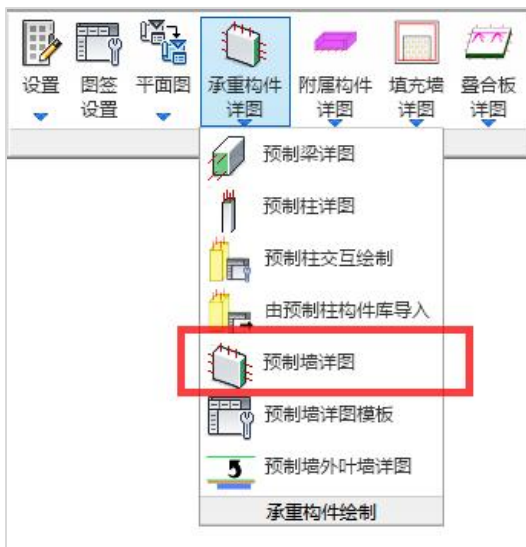 设置
图签
设置
平面图
承重构件
详图
附属构件
详图
填充墙
详图
叠合板
详图
预制梁详图
预制柱详图
预制柱交互绘制
由预制柱构件库导入
预制墙详图
预制墙详图模板
预制墙外叶墙详图
承重构件绘制